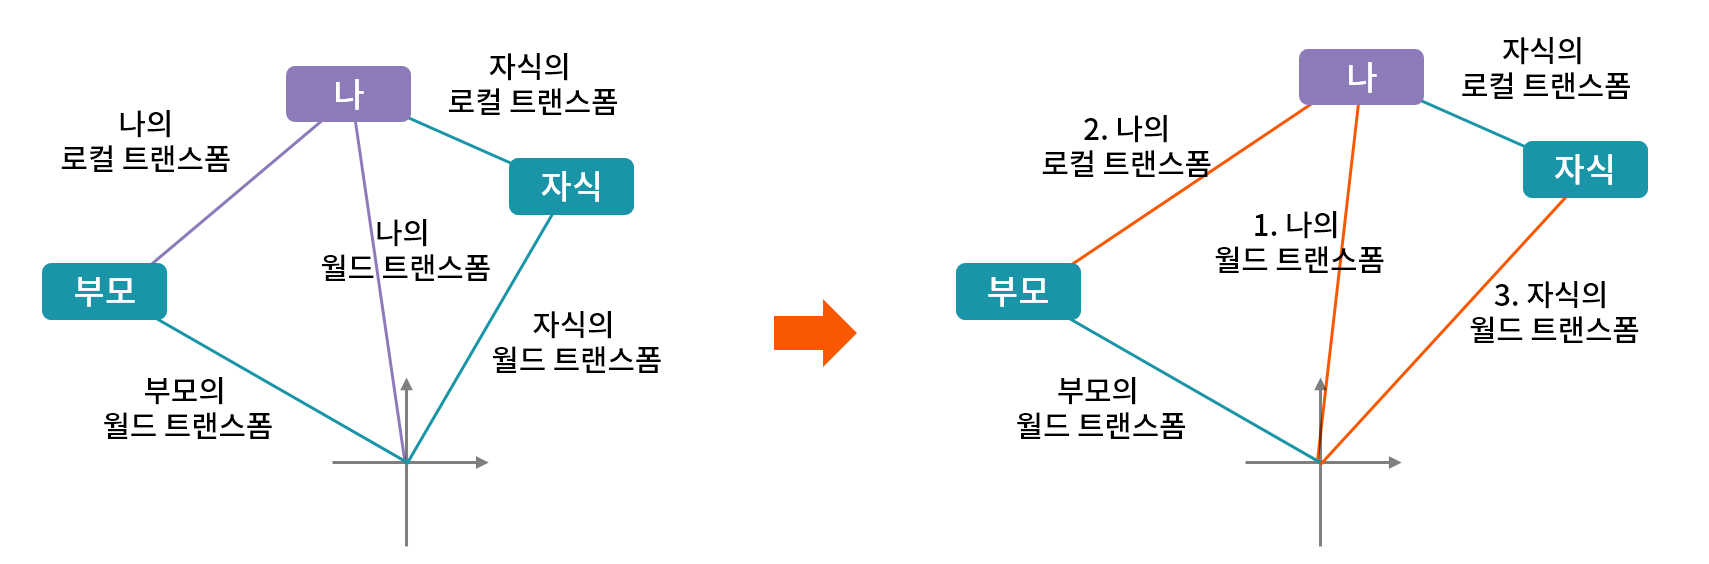 나
자식의
로컬 트랜스폼
나의
로컬 트랜스폼
자식
나의
월드 트랜스폼
부모
자식의
월드 트랜스폼
부모의
월드 트랜스폼
나
자식의
로컬 트랜스폼
2. 나의
로컬 트랜스폼
자식
1. 나의
월드 트랜스폼
부모
3. 자식의
월드 트랜스폼
부모의
월드 트랜스폼